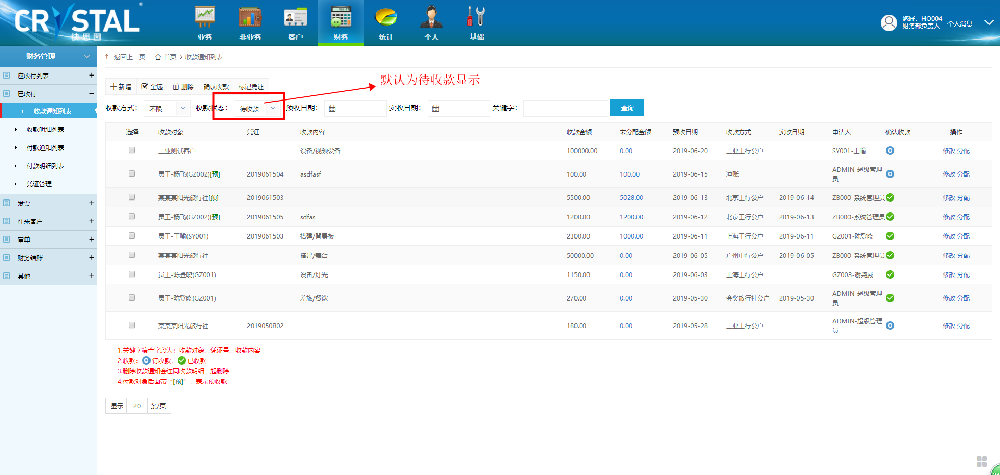 CRYSTAL ®
快思图
业务 非业务 客户 财务 统计 个人 基础
您好，HQ004
财务部负责人
个人消息
财务管理
应收付列表 +
已收付 −
收款通知列表
收款明细列表
付款通知列表
付款明细列表
凭证管理
发票 +
往来客户 +
审单 +
财务结账 +
其他 +
返回上一页 首页 > 收款通知列表
新增 全选 删除 确认收款 标记凭证
默认为待收款显示
收款方式： 不限 收款状态： 待收款 预收日期： 实收日期： 关键字： 查询
选择 收款对象 凭证 收款内容 收款金额 未分配金额 预收日期 收款方式 实收日期 申请人 确认收款 操作
三亚测试客户 设备/视频设备 100000.00 0.00 2019-06-20 三亚工行公户 SY001-王喻 修改 分配
员工-杨飞(GZ002)[预] 2019061504 asdfasf 100.00 100.00 2019-06-15 冲账 ADMIN-超级管理员 修改 分配
某某某阳光旅行社[预] 2019061503 5500.00 5028.00 2019-06-13 北京工行公户 2019-06-14 ZB000-系统管理员 修改 分配
员工-杨飞(GZ002)[预] 2019061505 sdfas 1200.00 1200.00 2019-06-12 北京工行公户 2019-06-13 ZB000-系统管理员 修改 分配
员工-王喻(SY001) 2019061503 搭建/背景板 2300.00 1000.00 2019-06-11 上海工行公户 2019-06-11 GZ001-陈登晓 修改 分配
某某某阳光旅行社 搭建/舞台 50000.00 0.00 2019-06-05 广州中行公户 2019-06-05 ZB000-系统管理员 修改 分配
员工-陈登晓(GZ001) 设备/灯光 1150.00 0.00 2019-06-03 上海工行公户 GZ003-谢尧威 修改 分配
员工-陈登晓(GZ001) 差旅/餐饮 270.00 0.00 2019-05-30 会奖旅行社公户 2019-05-30 ADMIN-超级管理员 修改 分配
某某某阳光旅行社 2019050802 180.00 0.00 2019-05-28 三亚工行公户 ADMIN-超级管理员 修改 分配
1.关键字筛查字段为：收款对象、凭证号、收款内容
2.收款： 待收款， 已收款
3.删除收款通知会连同收款明细一起删除
4.付款对象后面带“[预]”，表示预收款
显示 20 条/页